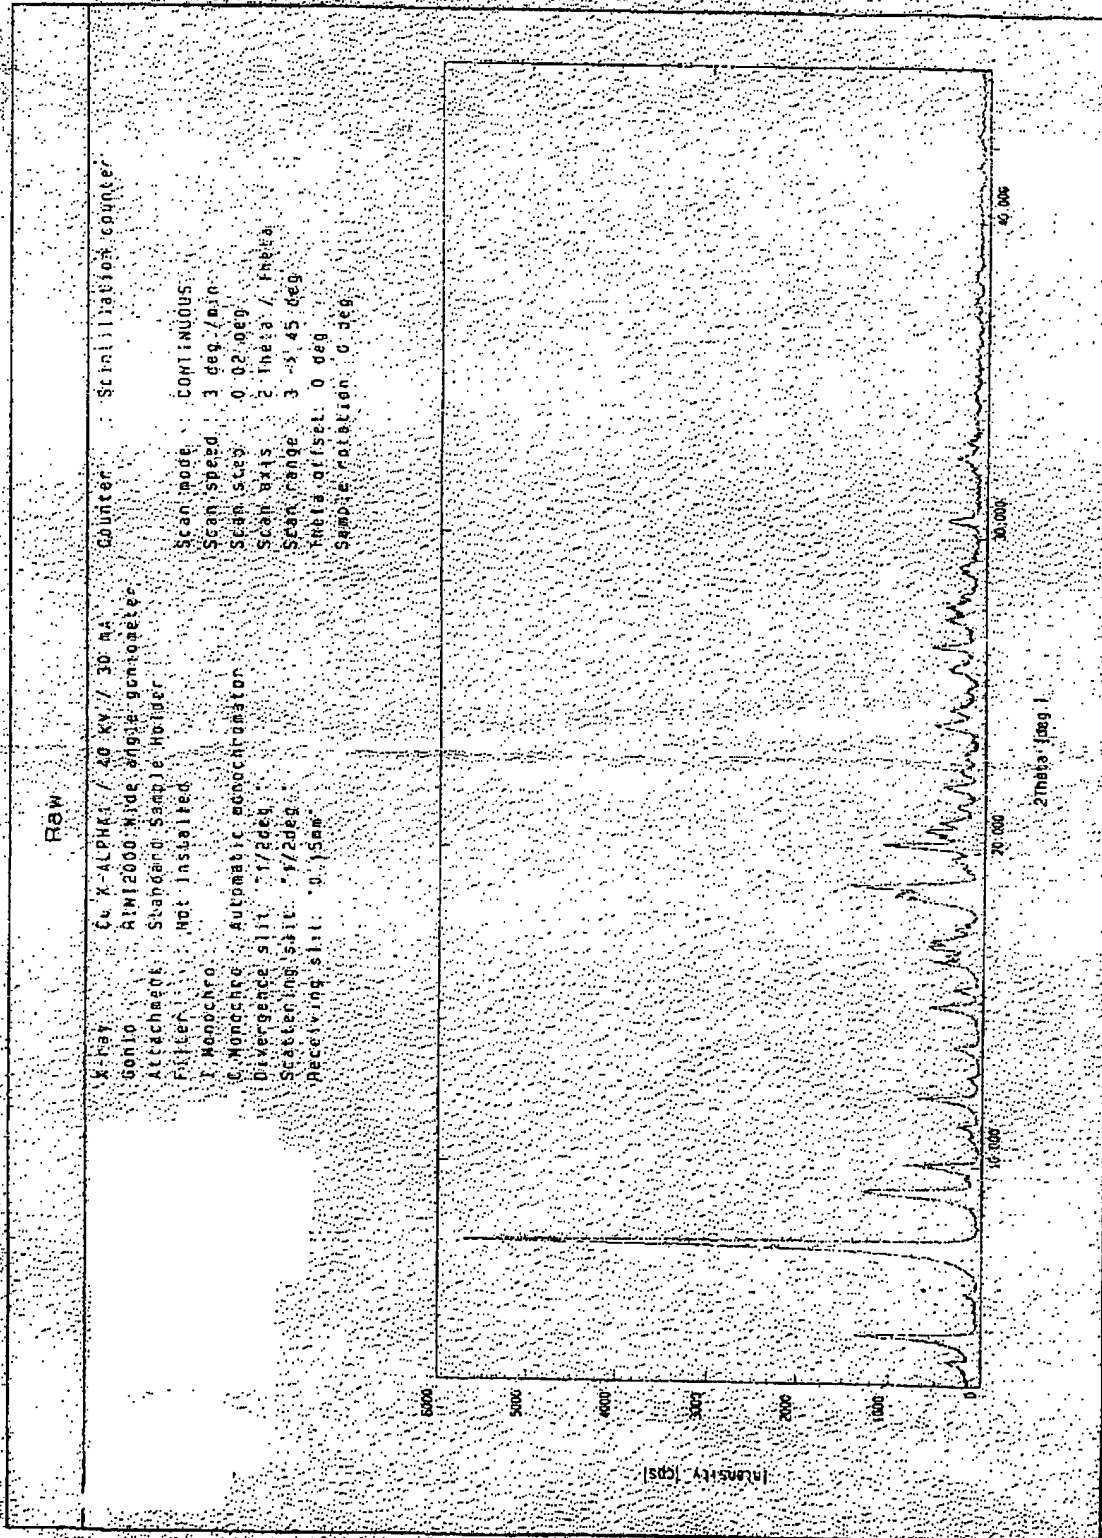 Raw
X-ray : Cu K-ALPHA1 / 40 kV / 30 mA
Gonio : RINT2000 Wide angle goniometer
Attachment : Standard Sample Holder
Filter : Not Installed
I.Monochro.
C.Monochro. : Automatic monochromator
Divergence slit : "1/2deg."
Scattering slit : "1/2deg."
Receiving slit : "0.15mm"
Counter : Scintillation counter
Scan mode : CONTINUOUS
Scan speed : 3 deg./min.
Scan step : 0.02 deg.
Scan axis : 2 Theta / Theta
Scan range : 3 -> 45 deg.
Theta offset : 0 deg.
Sample rotation : 0 deg.
Intensity [cps]
6000
5000
4000
3000
2000
1000
0
10.000
20.000
30.000
40.000
2Theta [deg.]